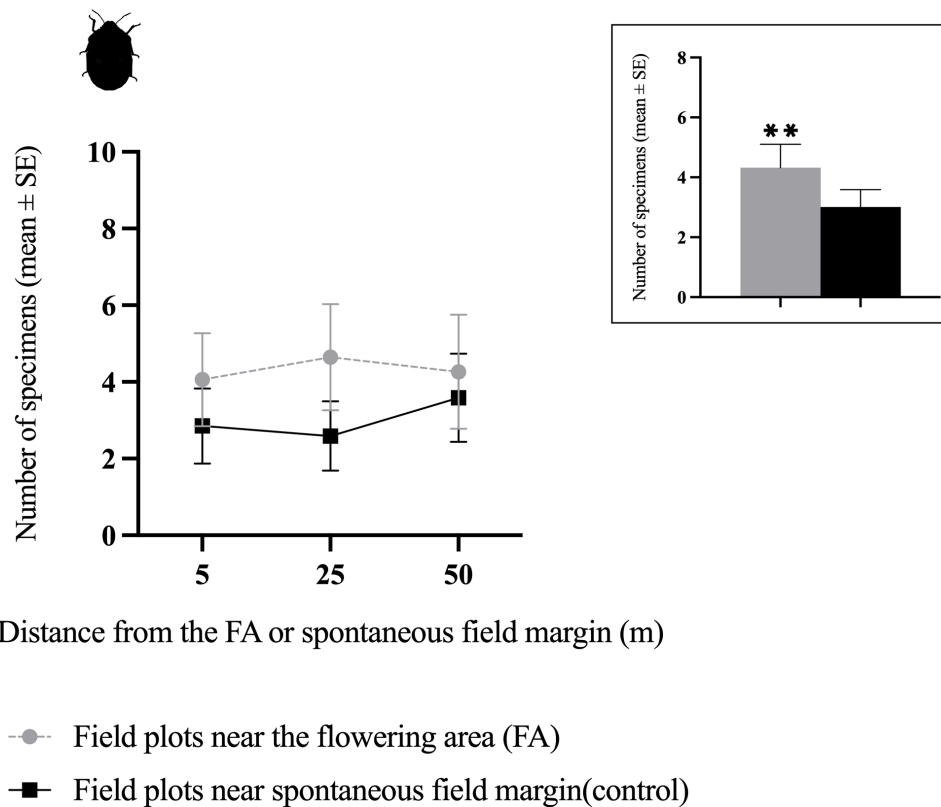 Number of specimens (mean ± SE)
10
8
6
4
2
0
5 25 50
Distance from the FA or spontaneous field margin (m)
Number of specimens (mean ± SE)
8
6
4
2
0
**
Field plots near the flowering area (FA)
Field plots near spontaneous field margin(control)